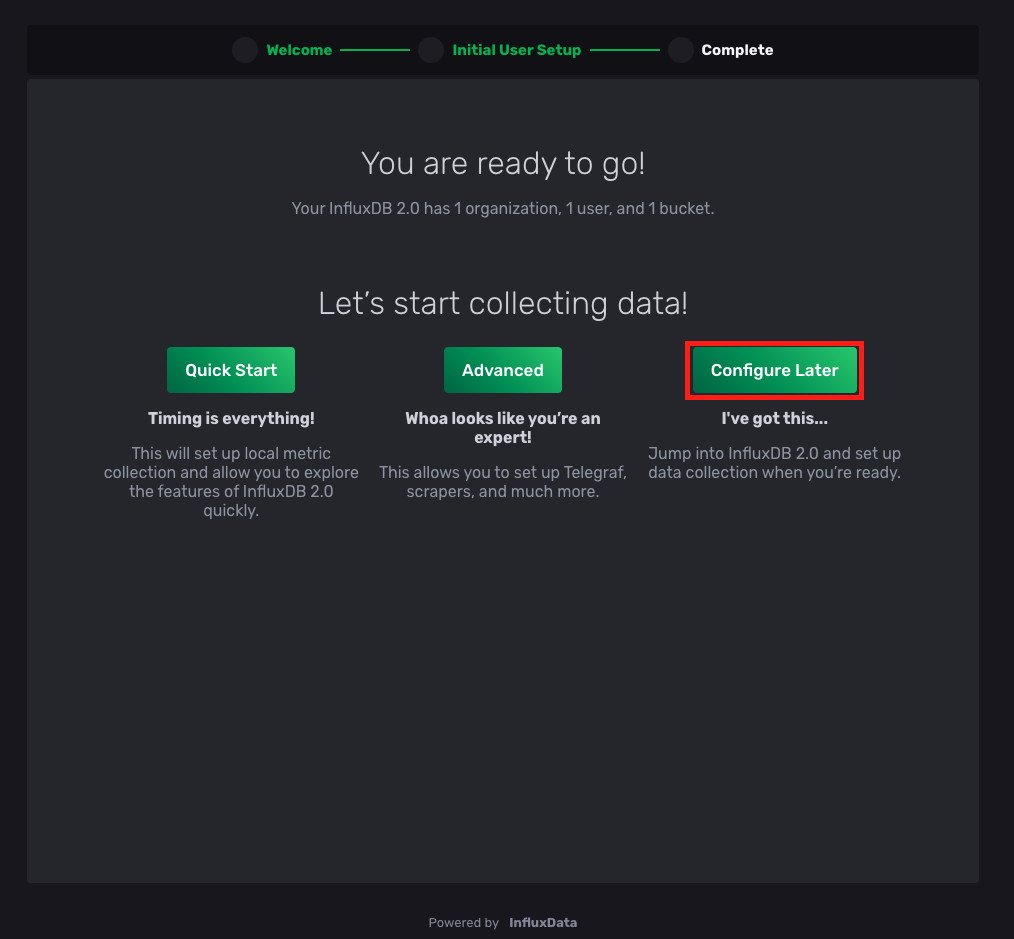 Welcome
Initial User Setup
Complete
You are ready to go!
Your InfluxDB 2.0 has 1 organization, 1 user, and 1 bucket.
Let’s start collecting data!
Quick Start
Timing is everything!
This will set up local metric
collection and allow you to explore
the features of InfluxDB 2.0
quickly.
Advanced
Whoa looks like you’re an
expert!
This allows you to set up Telegraf,
scrapers, and much more.
Configure Later
I've got this...
Jump into InfluxDB 2.0 and set up
data collection when you’re ready.
Powered by InfluxData